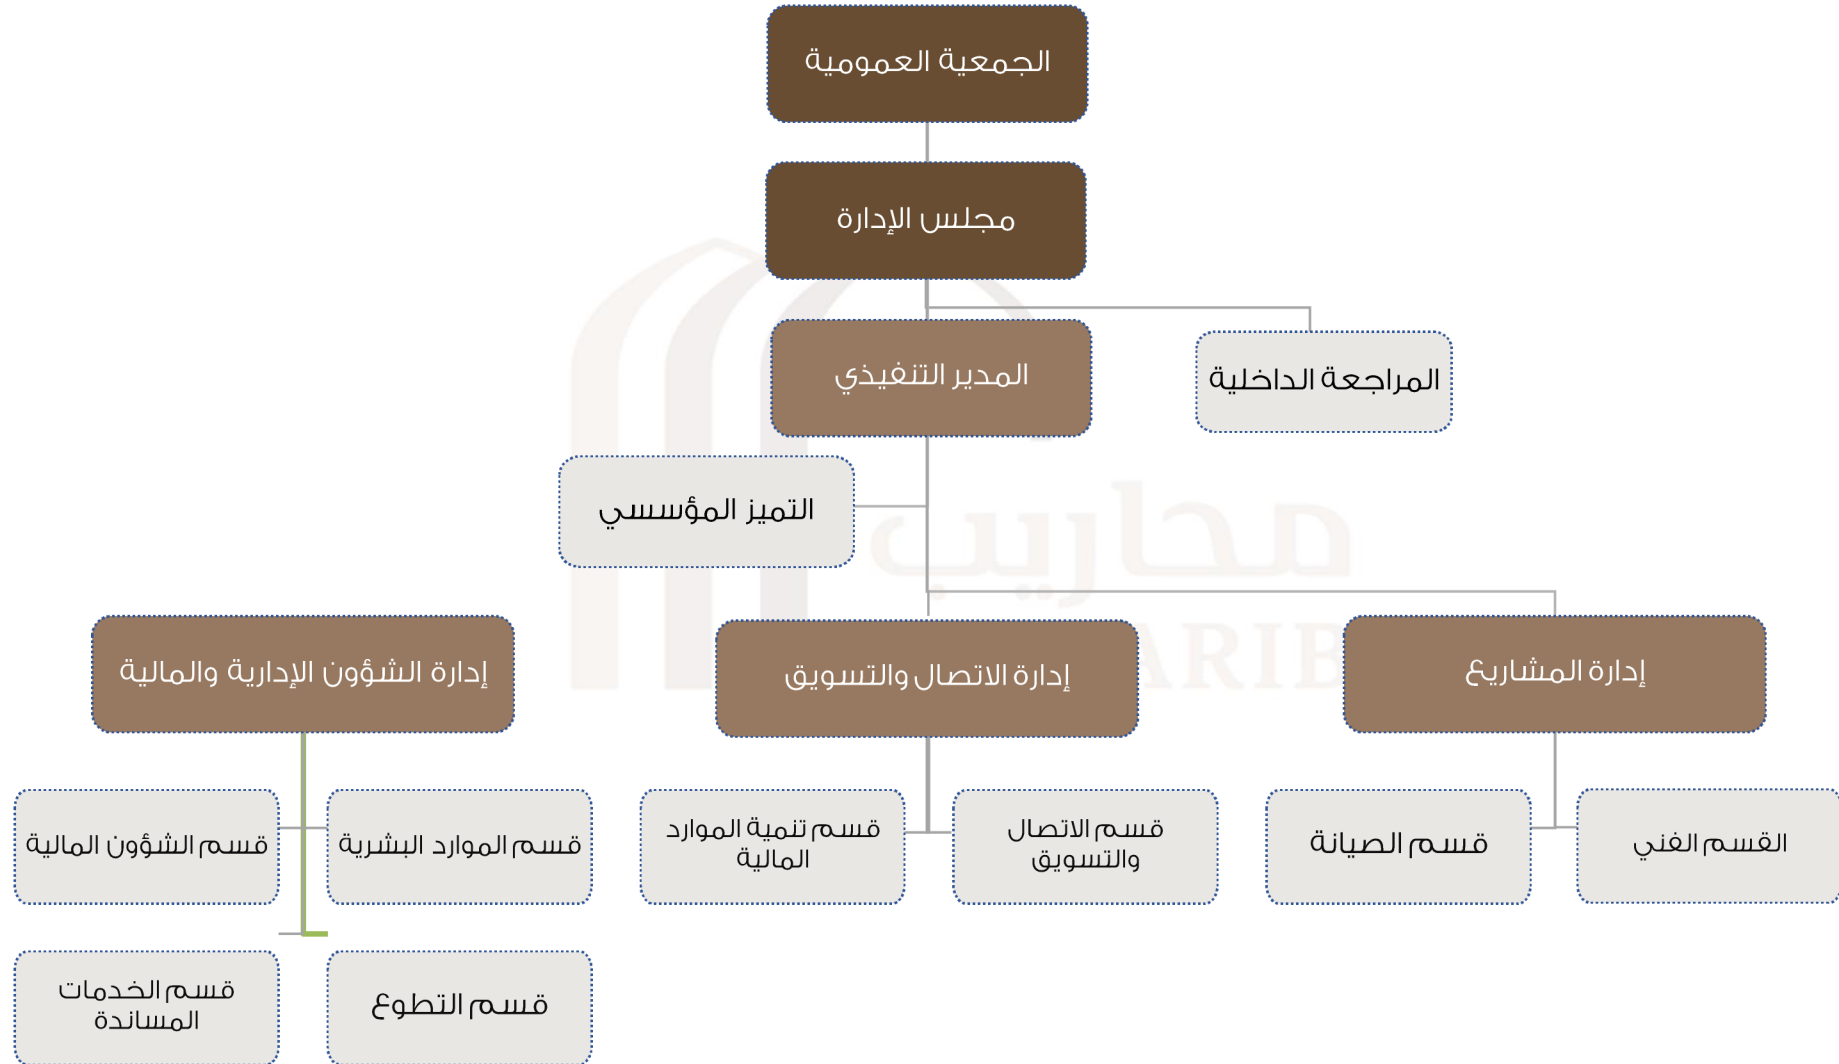 الجمعية العمومية
مجلس الإدارة
المدير التنفيذي
المراجعة الداخلية
التميز المؤسسي
محاريب
ARIB
إدارة المشاريع
إدارة الاتصال والتسويق
إدارة الشؤون الإدارية والمالية
القسم الفني
قسم الصيانة
قسم الاتصال
والتسويق
قسم تنمية الموارد
المالية
قسم الموارد البشرية
قسم الشؤون المالية
قسم التطوع
قسم الخدمات
المساندة